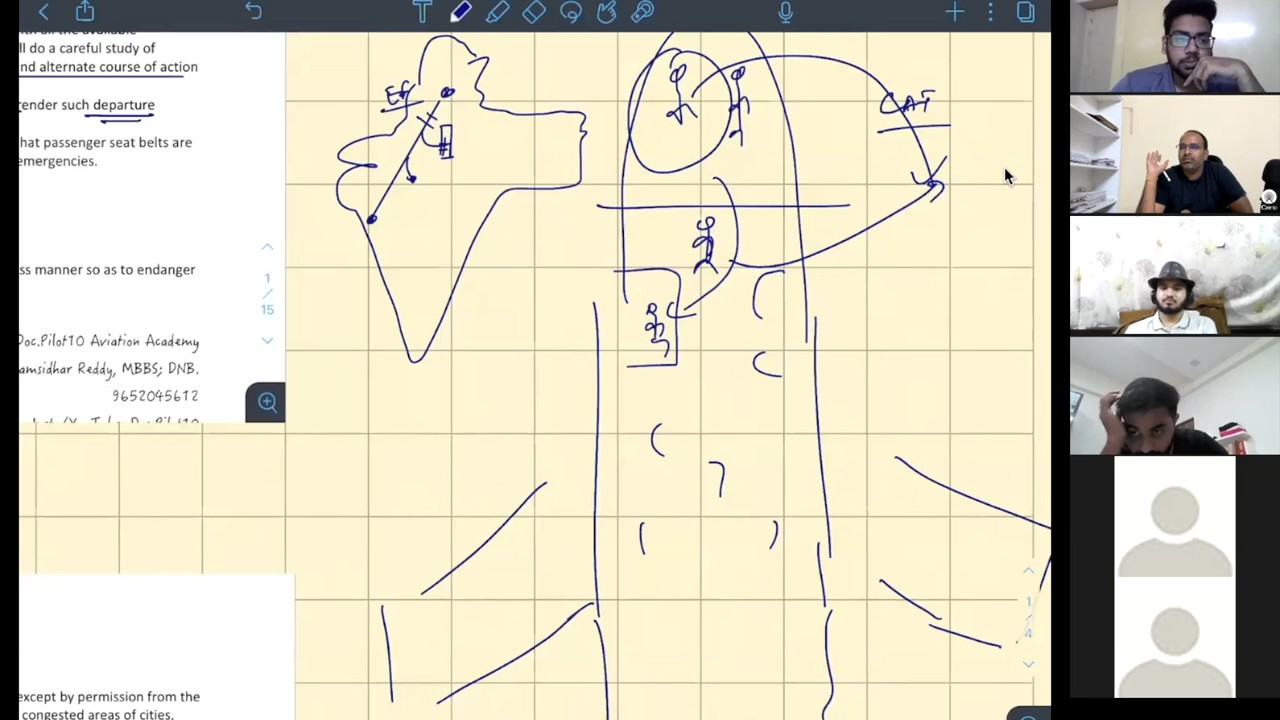 ll do a careful study of
nd alternate course of action
render such departure
hat passenger seat belts are
emergencies.
ss manner so as to endanger
1
/
15
Doc.Pilot10 Aviation Academy
amsidhar Reddy, MBBS; DNB.
9652045612
except by permission from the
congested areas of cities,
CAT
1
/
4